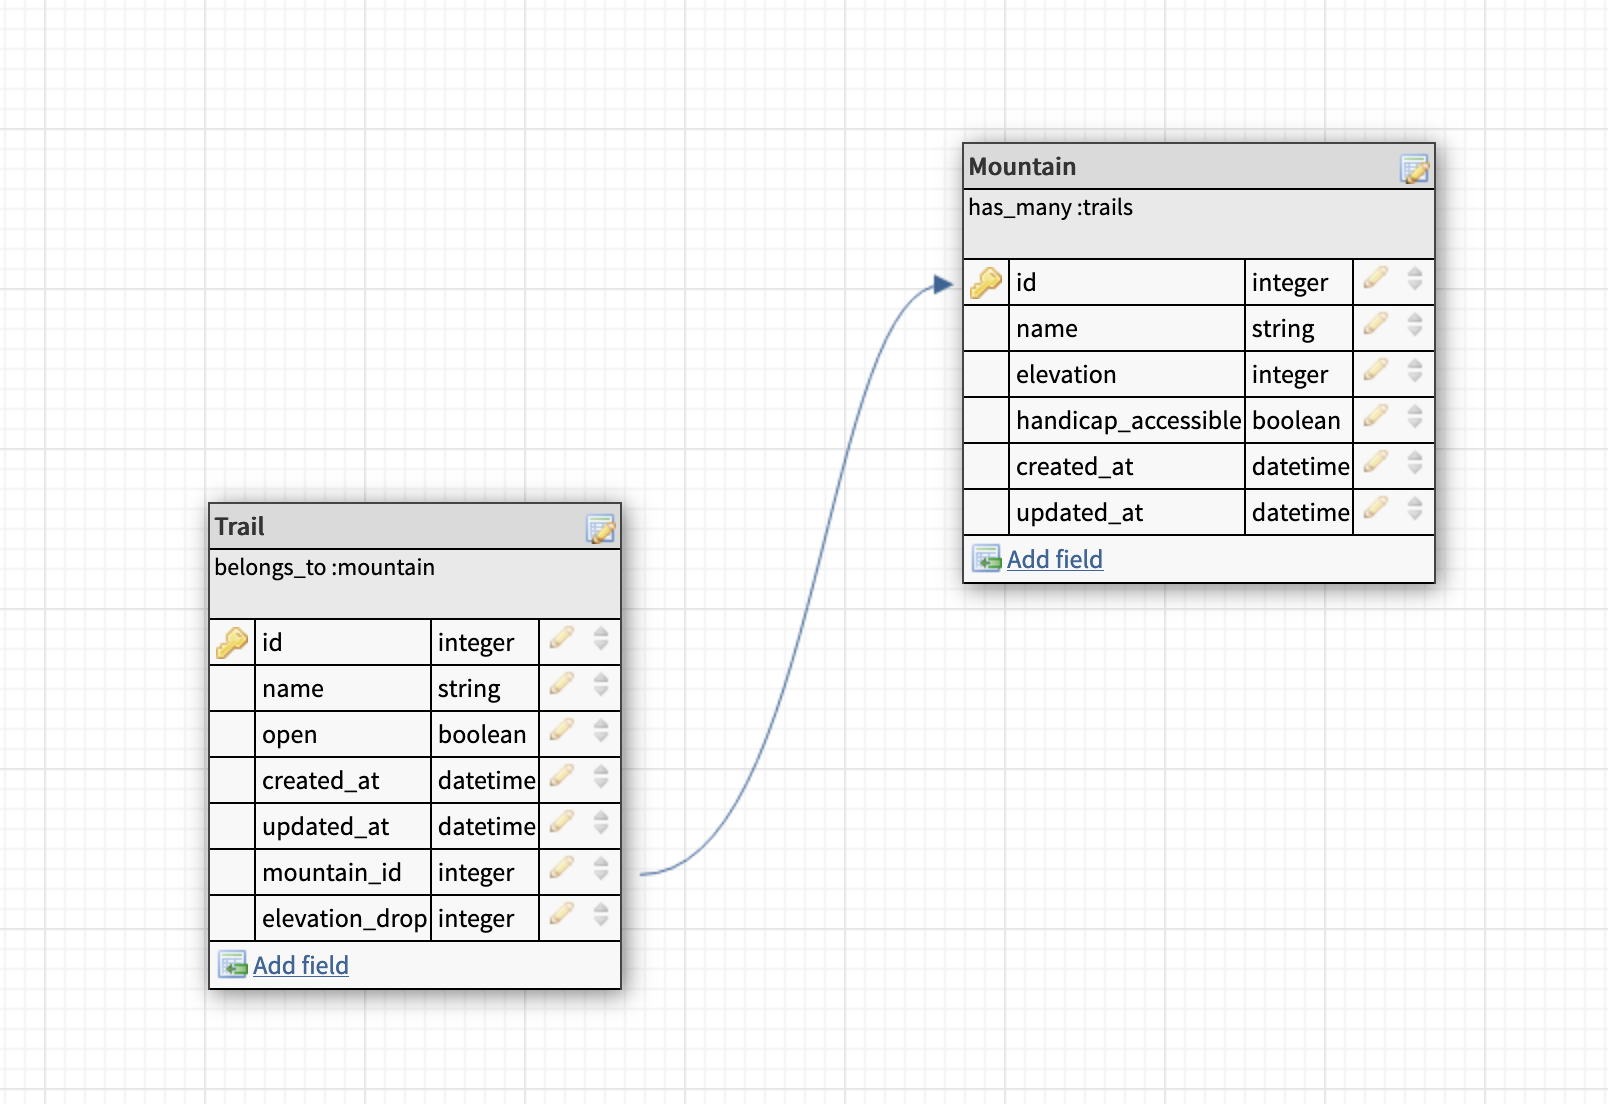 Mountain
has_many :trails
id integer
name string
elevation integer
handicap_accessible boolean
created_at datetime
updated_at datetime
Add field
Trail
belongs_to :mountain
id integer
name string
open boolean
created_at datetime
updated_at datetime
mountain_id integer
elevation_drop integer
Add field